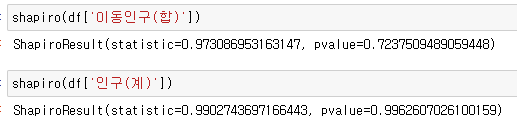 shapiro(df['이동인구(합)'])
ShapiroResult(statistic=0.973086953163147, pvalue=0.7237509489059448)
shapiro(df['인구(계)'])
ShapiroResult(statistic=0.9902743697166443, pvalue=0.9962607026100159)